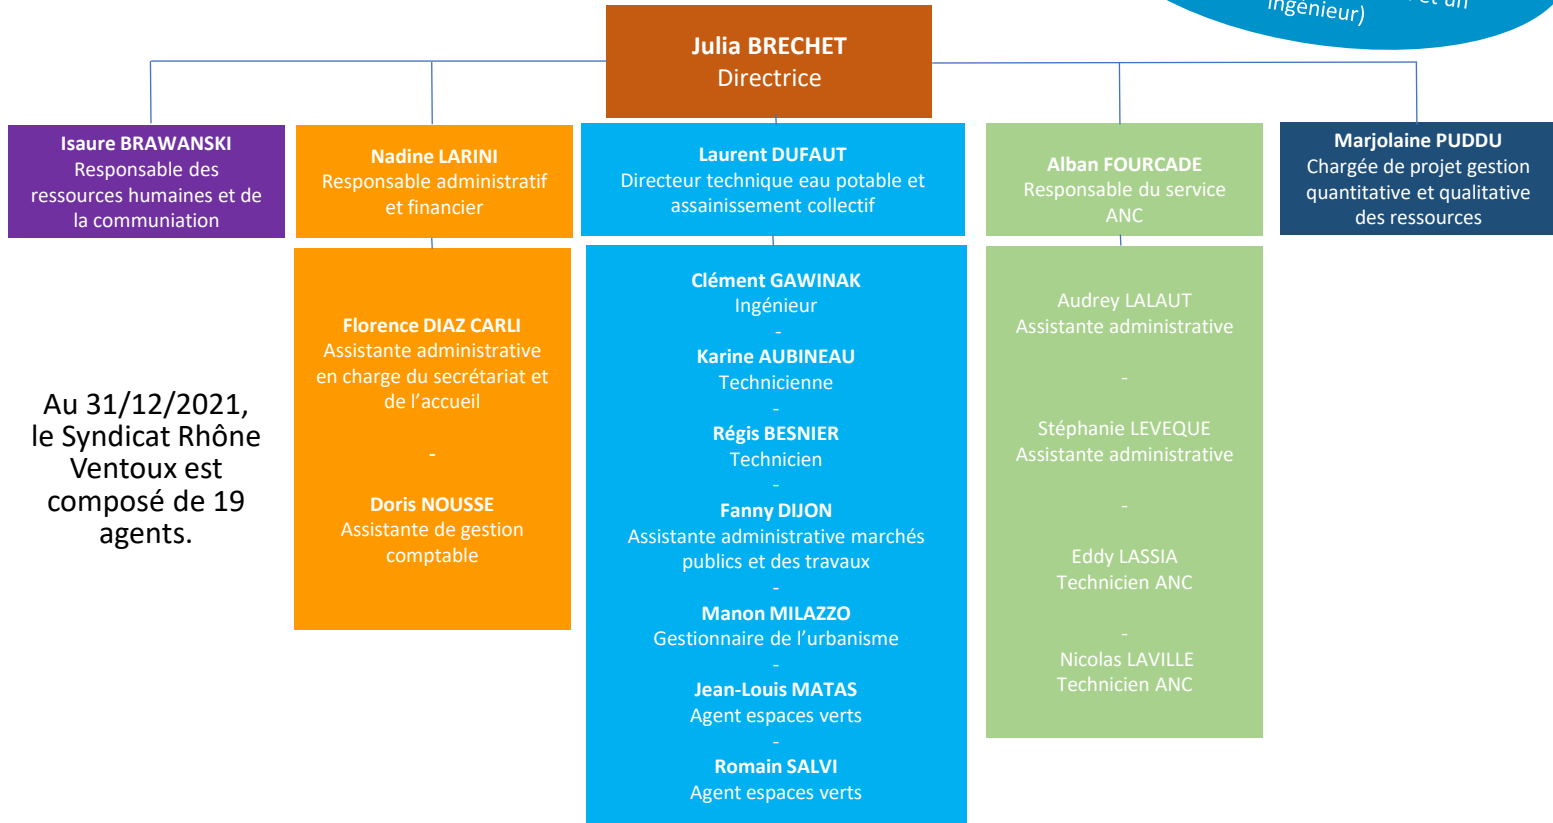 et un
ingénieur)
Julia BRECHET
Directrice
Isaure BRAWANSKI
Responsable des
ressources humaines et de
la communiation
Nadine LARINI
Responsable administratif
et financier
Laurent DUFAUT
Directeur technique eau potable et
assainissement collectif
Alban FOURCADE
Responsable du service
ANC
Marjolaine PUDDU
Chargée de projet gestion
quantitative et qualitative
des ressources
Au 31/12/2021,
le Syndicat Rhône
Ventoux est
composé de 19
agents.
Florence DIAZ CARLI
Assistante administrative
en charge du secrétariat et
de l’accueil
-
Doris NOUSSE
Assistante de gestion
comptable
Clément GAWINAK
Ingénieur
-
Karine AUBINEAU
Technicienne
-
Régis BESNIER
Technicien
-
Fanny DIJON
Assistante administrative marchés
publics et des travaux
-
Manon MILAZZO
Gestionnaire de l’urbanisme
-
Jean-Louis MATAS
Agent espaces verts
-
Romain SALVI
Agent espaces verts
Audrey LALAUT
Assistante administrative
-
Stéphanie LEVEQUE
Assistante administrative
-
Eddy LASSIA
Technicien ANC
-
Nicolas LAVILLE
Technicien ANC